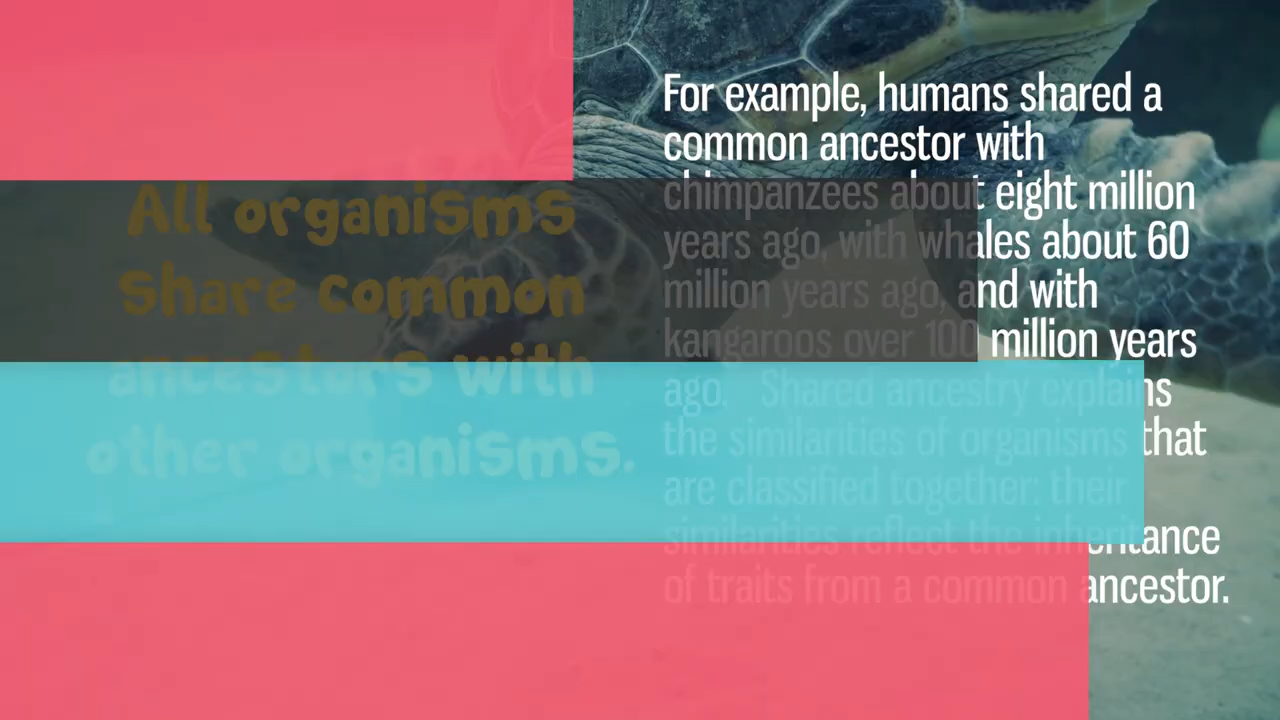 All organisms
share common
ancestors with
other organisms.
For example, humans shared a
common ancestor with
chimpanzees about eight million
years ago, with whales about 60
million years ago, and with
kangaroos over 100 million years
ago. Shared ancestry explains
the similarities of organisms that
are classified together: their
similarities reflect the inheritance
of traits from a common ancestor.